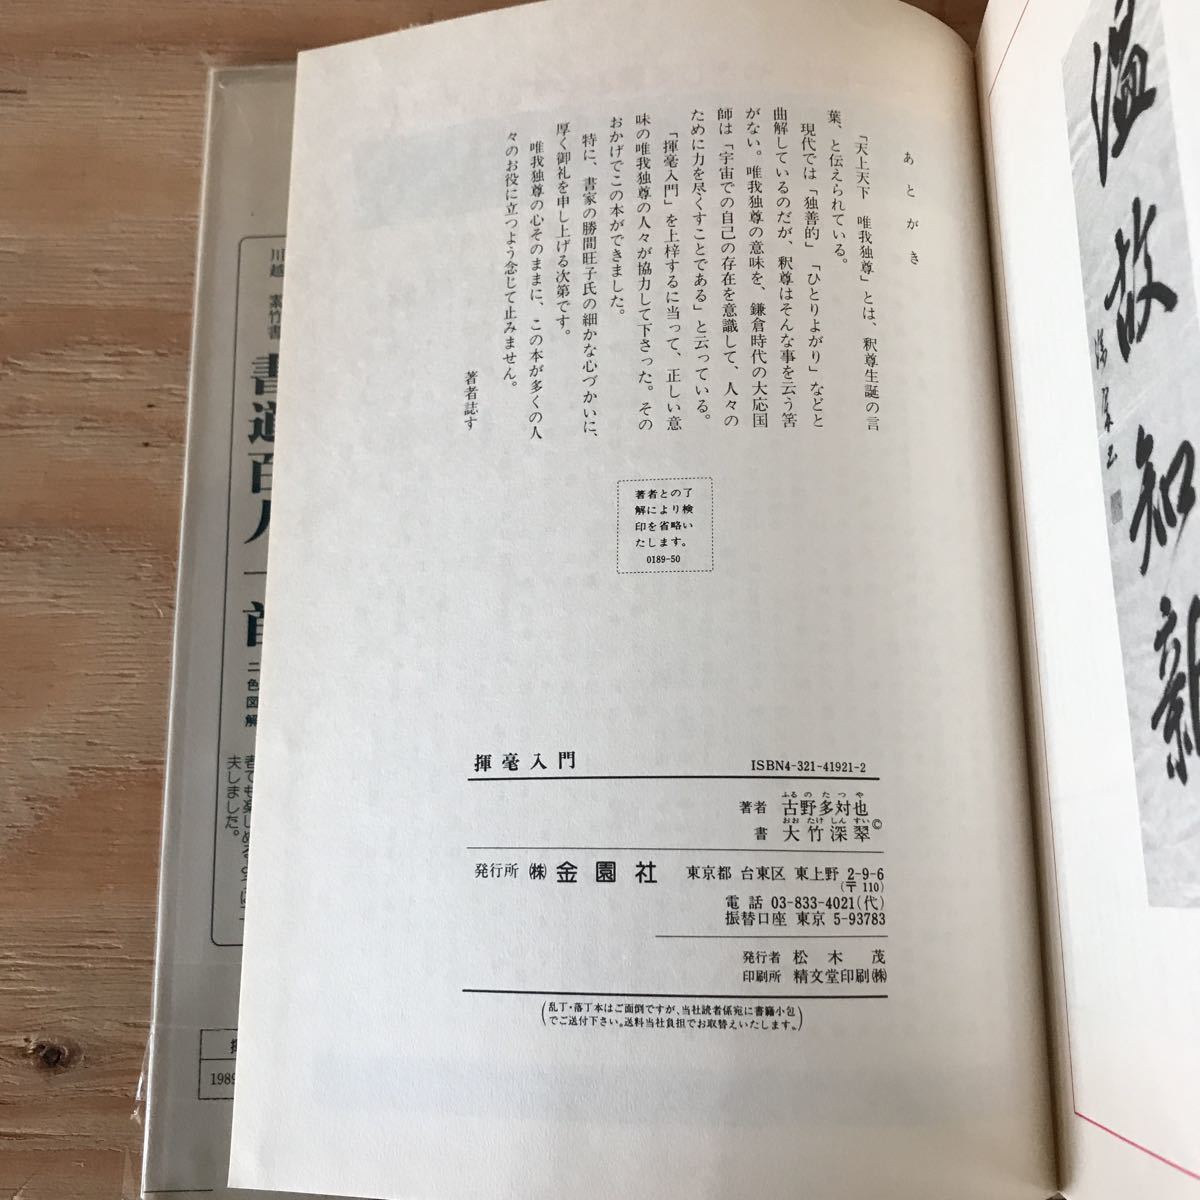 温故知新
あとがき
「天上天下　唯我独尊」とは、釈尊生誕の言
葉、と伝えられている。
現代では「独善的」「ひとりよがり」などと
曲解しているのだが、釈尊はそんな事を云う筈
がない。唯我独尊の意味を、鎌倉時代の大応国
師は「宇宙での自己の存在を意識して、人々の
ために力を尽くすことである」と云っている。
「揮毫入門」を上梓するに当って、正しい意
味の唯我独尊の人々が協力して下さった。その
おかげでこの本ができました。
特に、書家の勝間旺子氏の細かな心づかいに、
厚く御礼を申し上げる次第です。
唯我独尊の心そのままに、この本が多くの人
々のお役に立つよう念じて止みません。
著者誌す
著者との了
解により検
印を省略い
たします。
0189-50
揮毫入門　ISBN4-321-41921-2
ふるのたつや
著者　古野多対也
おおたけしんすい
書　大竹深翠 ©
発行所　㈱金園社　東京都 台東区 東上野 2-9-6
(〒110)
電話 03-833-4021(代)
振替口座 東京 5-93783
発行者　松木　茂
印刷所　精文堂印刷㈱
(乱丁・落丁本はご面倒ですが、当社読者係宛に書籍小包
でご送付下さい。送料当社負担でお取替えいたします。)
川越　素竹書
書道百人一首
二色図解
夫しました。
1989